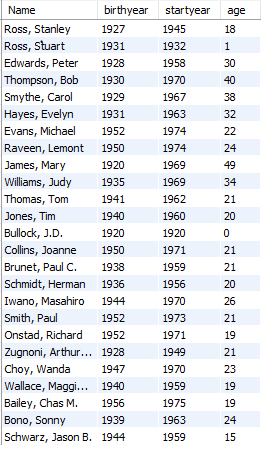 Name birthyear startyear age
Ross, Stanley 1927 1945 18
Ross, Stuart 1931 1932 1
Edwards, Peter 1928 1958 30
Thompson, Bob 1930 1970 40
Smythe, Carol 1929 1967 38
Hayes, Evelyn 1931 1963 32
Evans, Michael 1952 1974 22
Raveen, Lemont 1950 1974 24
James, Mary 1920 1969 49
Williams, Judy 1935 1969 34
Thomas, Tom 1941 1962 21
Jones, Tim 1940 1960 20
Bullock, J.D. 1920 1920 0
Collins, Joanne 1950 1971 21
Brunet, Paul C. 1938 1959 21
Schmidt, Herman 1936 1956 20
Iwano, Masahiro 1944 1970 26
Smith, Paul 1952 1973 21
Onstad, Richard 1952 1971 19
Zugnoni, Arthur... 1928 1949 21
Choy, Wanda 1947 1970 23
Wallace, Maggi... 1940 1959 19
Bailey, Chas M. 1956 1975 19
Bono, Sonny 1939 1963 24
Schwarz, Jason B. 1944 1959 15